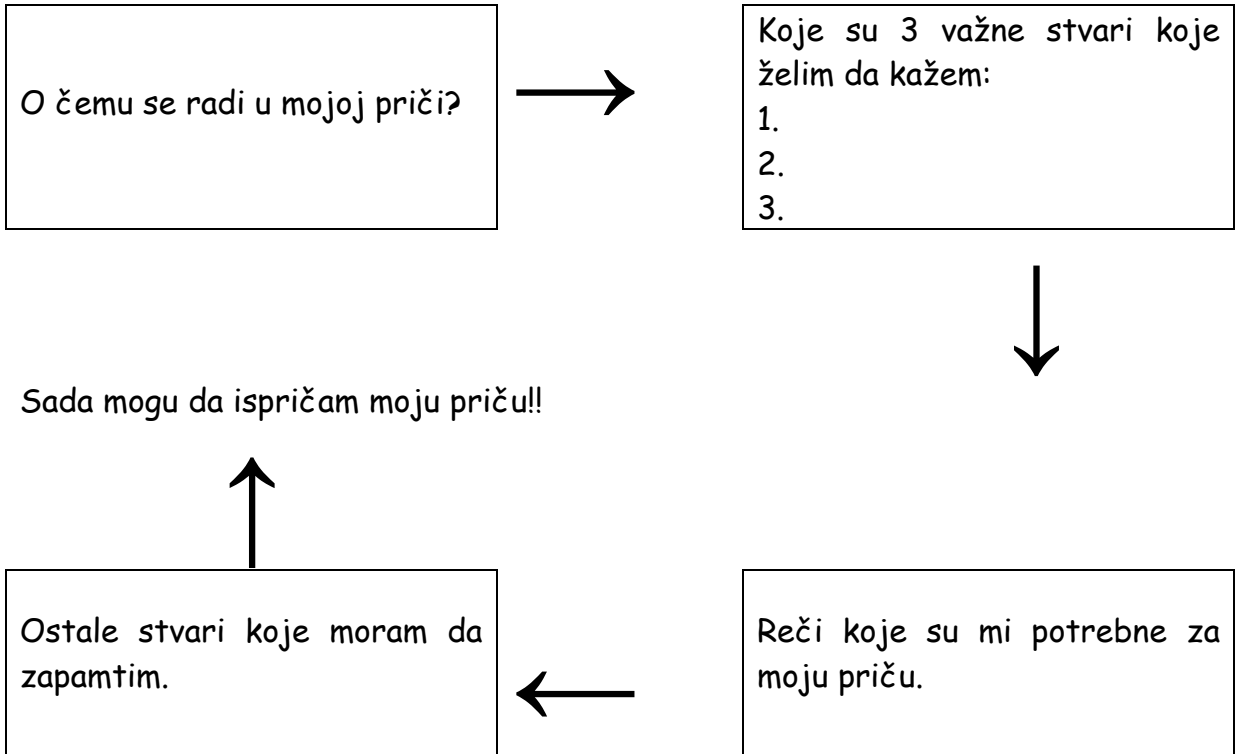 O čemu se radi u mojoj priči?
Koje su 3 važne stvari koje
želim da kažem:
1.
2.
3.
Reči koje su mi potrebne za
moju priču.
Ostale stvari koje moram da
zapamtim.
Sada mogu da ispričam moju priču!!